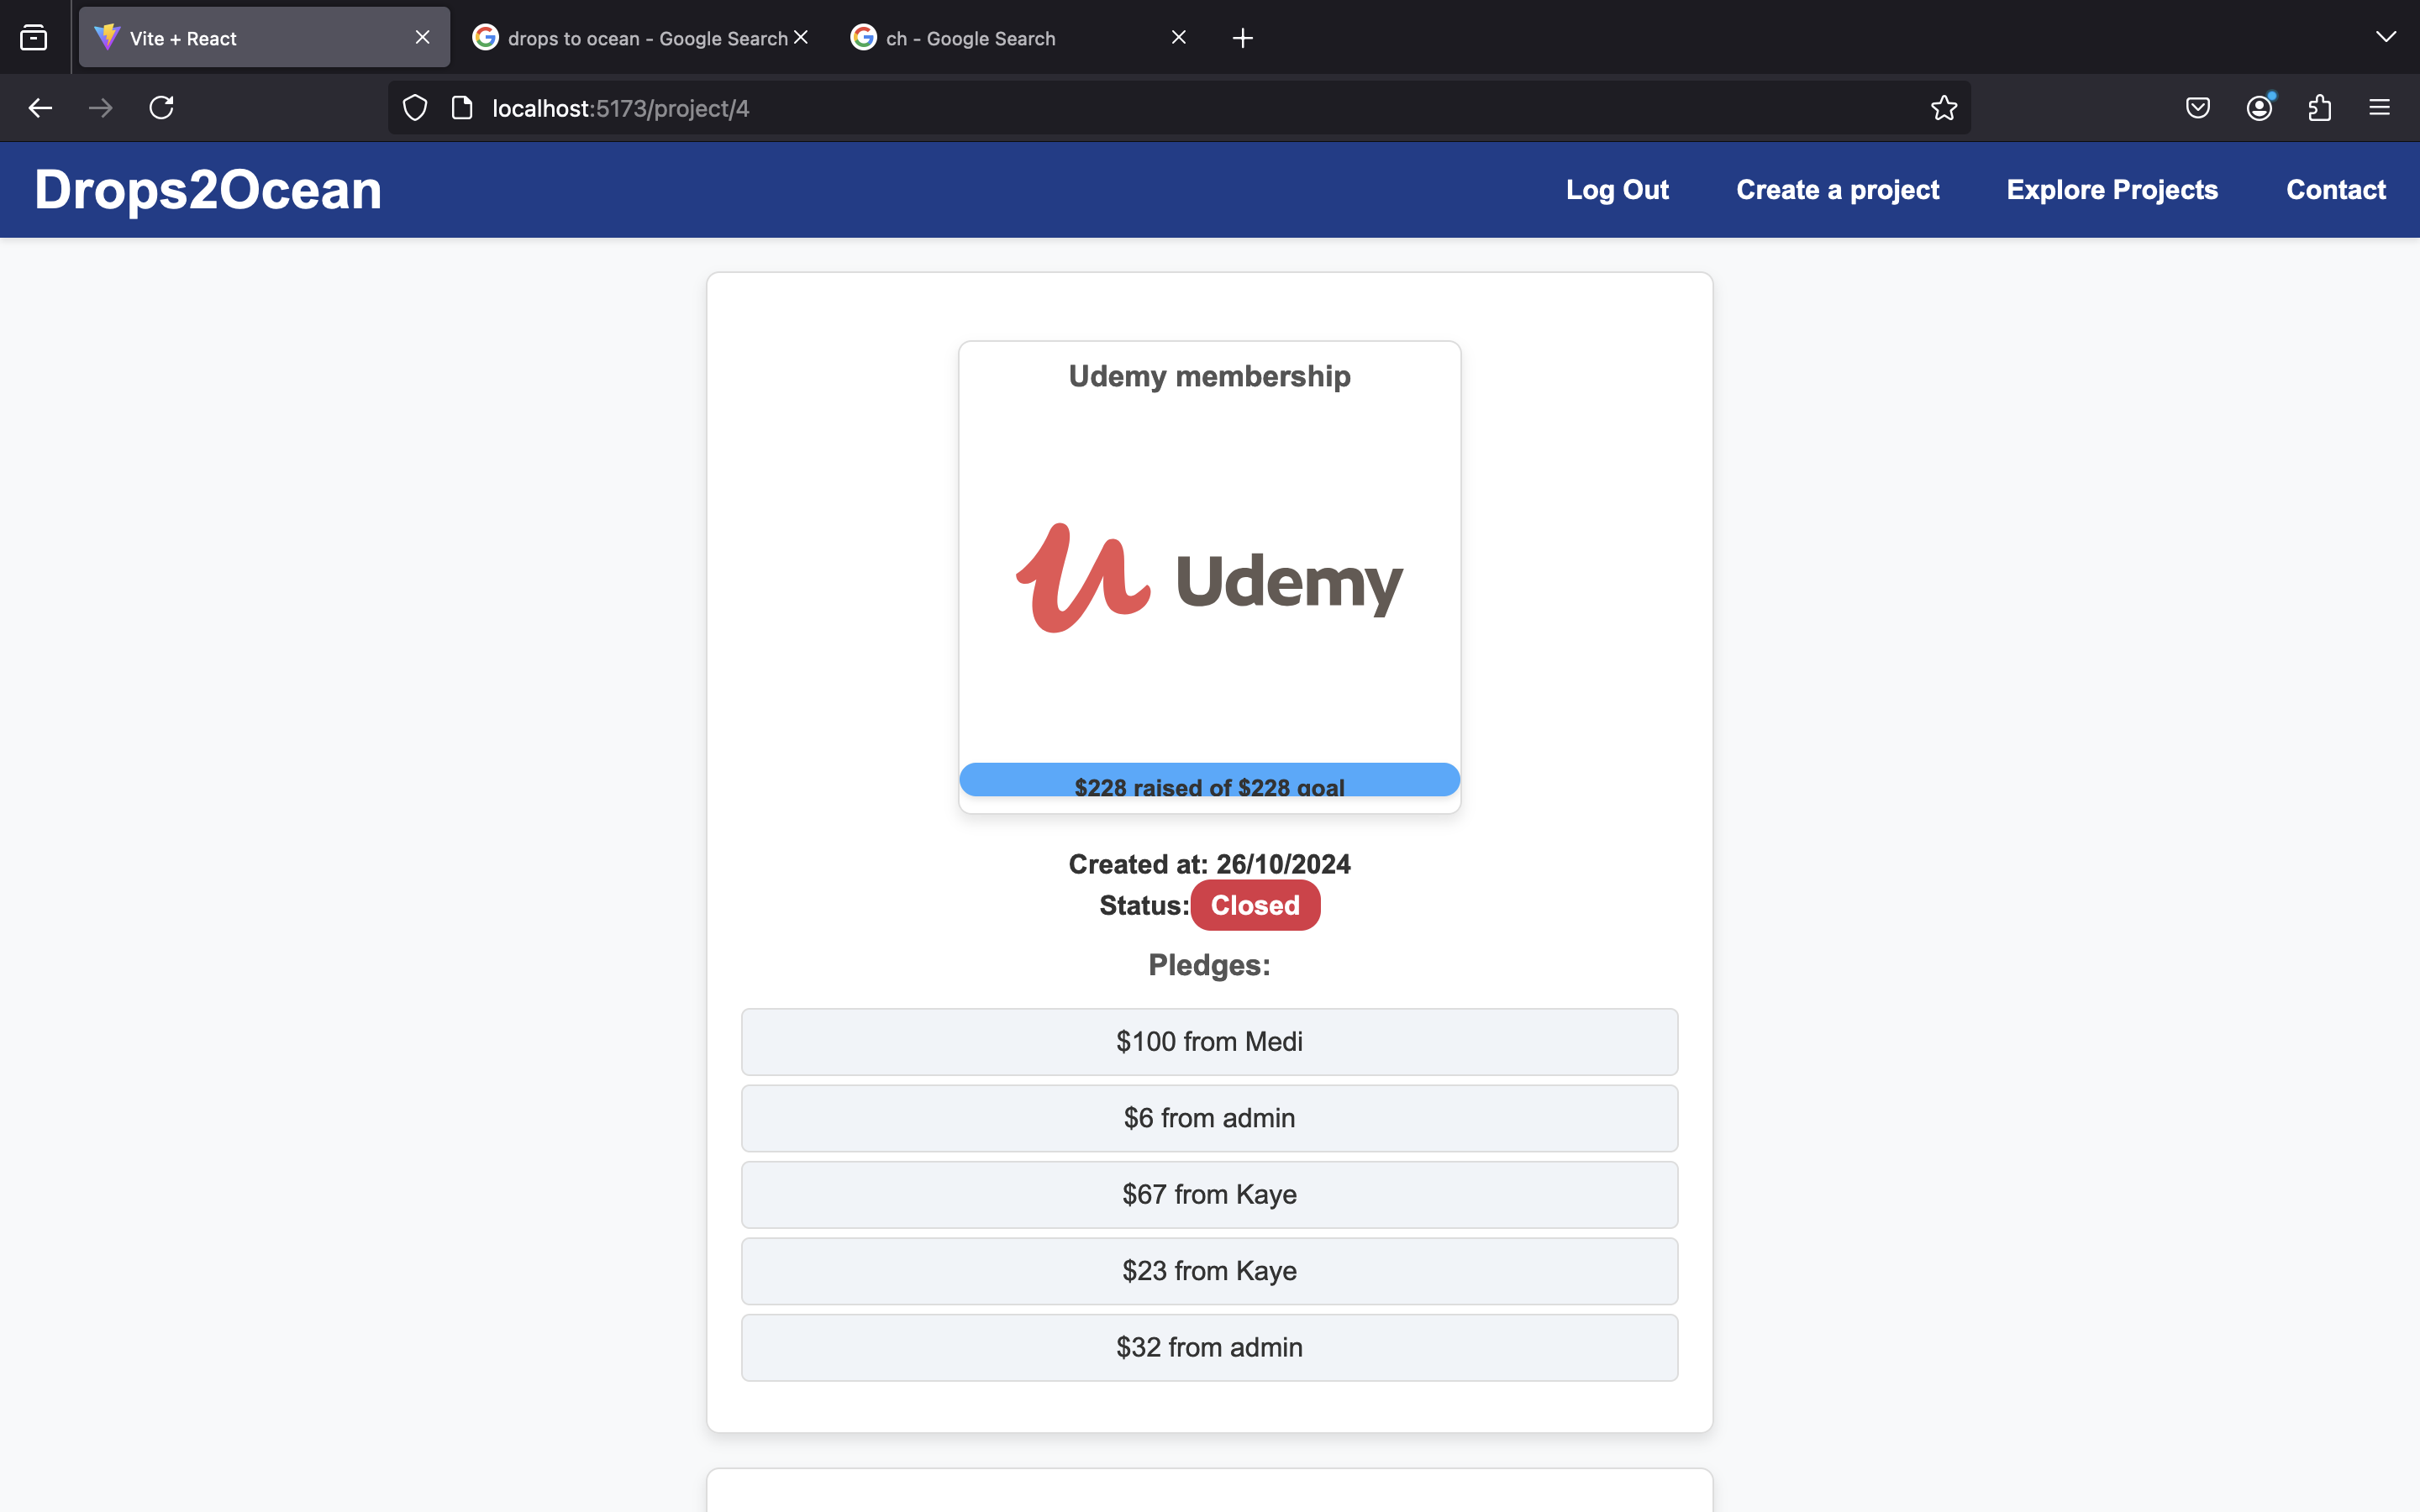 Vite + React
drops to ocean - Google Search
ch - Google Search
localhost:5173/project/4
Drops2Ocean
Log Out
Create a project
Explore Projects
Contact
Udemy membership
Udemy
$228 raised of $228 goal
Created at: 26/10/2024
Status: Closed
Pledges:
$100 from Medi
$6 from admin
$67 from Kaye
$23 from Kaye
$32 from admin